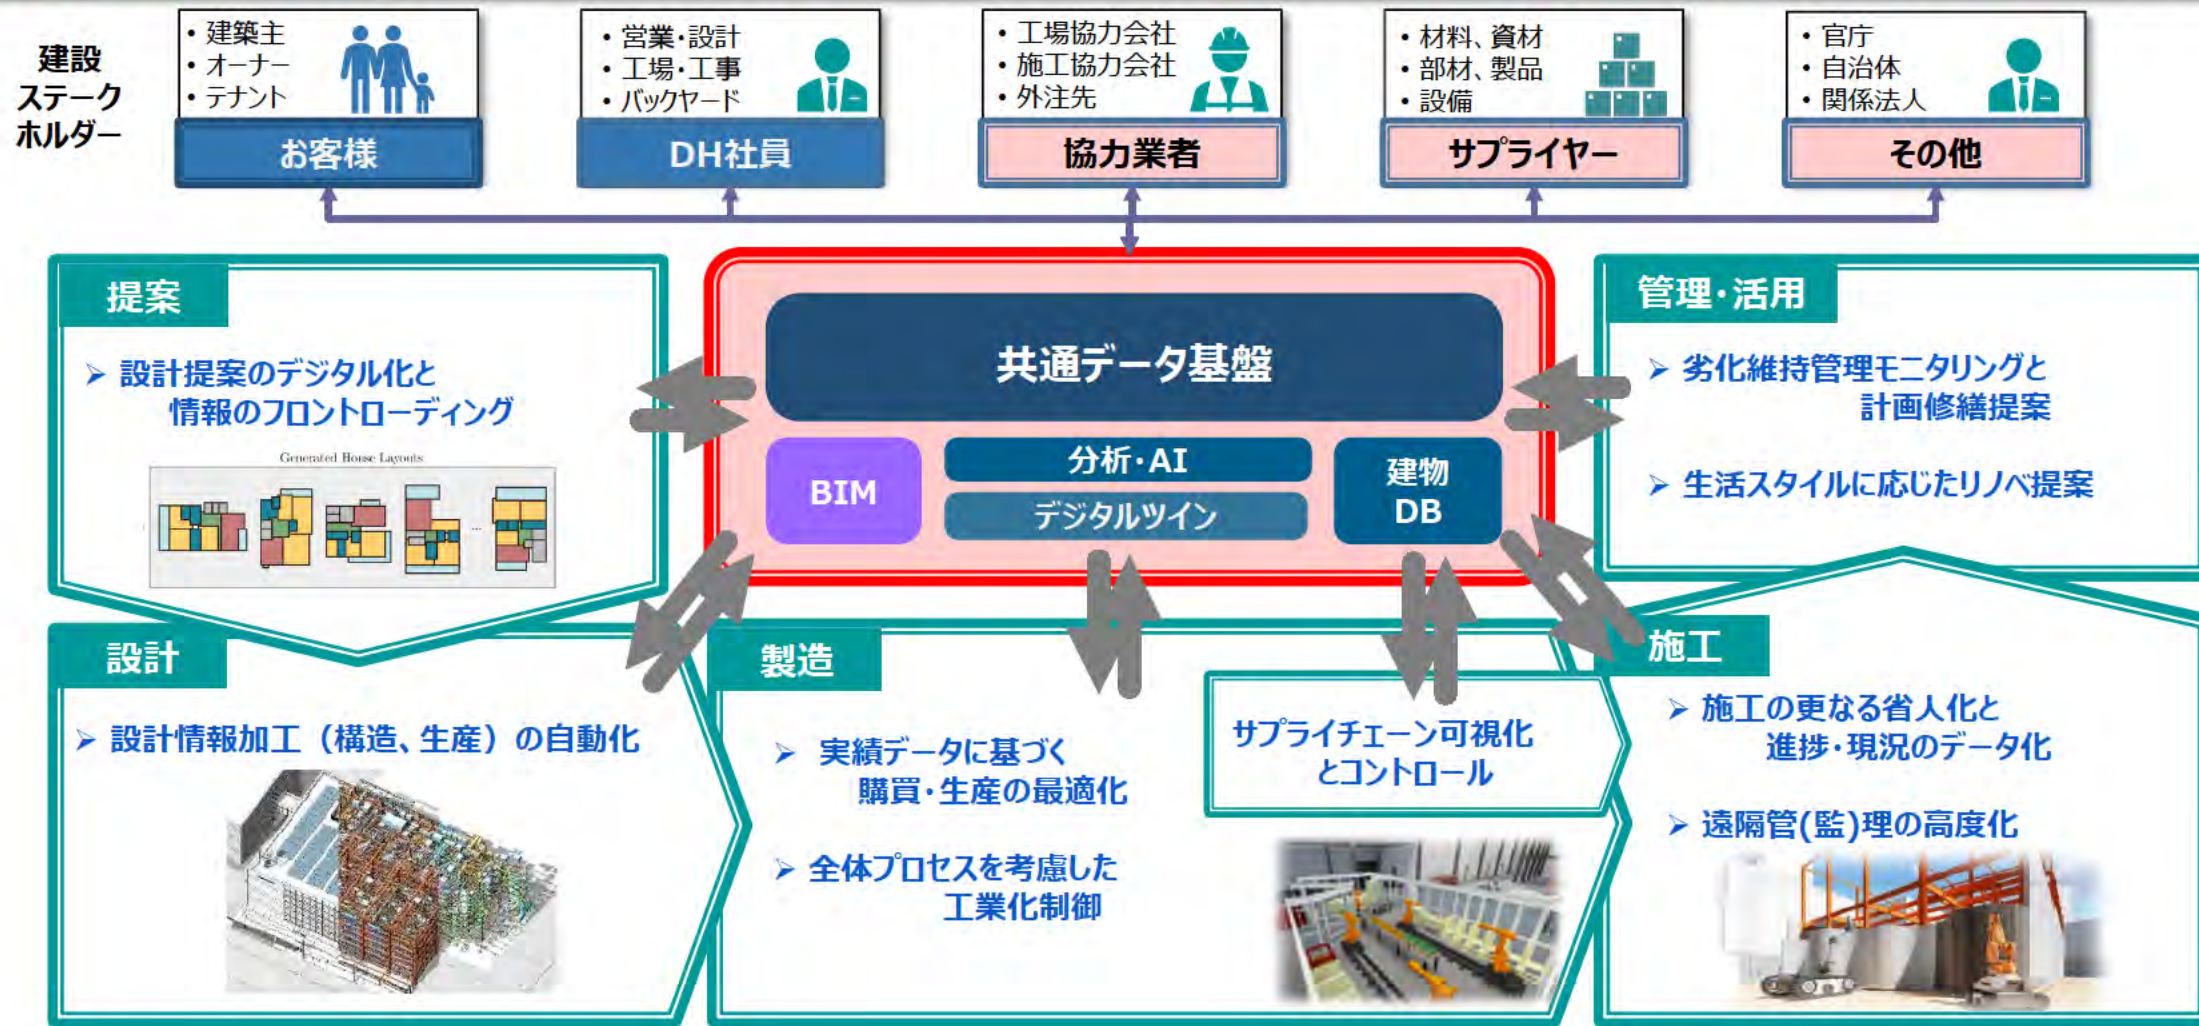 建設
ステーク
ホルダー
・建築主
・オーナー
・テナント
お客様
・営業・設計
・工場・工事
・バックヤード
DH社員
・工場協力会社
・施工協力会社
・外注先
協力業者
・材料、資材
・部材、製品
・設備
サプライヤー
・官庁
・自治体
・関係法人
その他
提案
➢ 設計提案のデジタル化と
情報のフロントローディング
Generated House Layouts
...
共通データ基盤
BIM
分析・AI
デジタルツイン
建物
DB
管理・活用
➢ 劣化維持管理モニタリングと
計画修繕提案
➢ 生活スタイルに応じたリノベ提案
設計
➢ 設計情報加工（構造、生産）の自動化
製造
➢ 実績データに基づく
購買・生産の最適化
➢ 全体プロセスを考慮した
工業化制御
サプライチェーン可視化
とコントロール
施工
➢ 施工の更なる省人化と
進捗・現況のデータ化
➢ 遠隔管(監)理の高度化